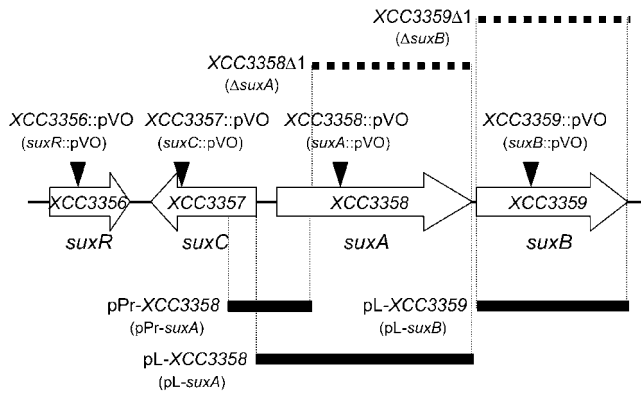 XCC3359Δ1
(ΔsuxB)
XCC3358Δ1
(ΔsuxA)
XCC3356::pVO XCC3357::pVO XCC3358::pVO XCC3359::pVO
(suxR::pVO) (suxC::pVO) (suxA::pVO) (suxB::pVO)
XCC3356 XCC3357 XCC3358 XCC3359
suxR suxC suxA suxB
pPr-XCC3358 pL-XCC3359
(pPr-suxA) (pL-suxB)
pL-XCC3358
(pL-suxA)